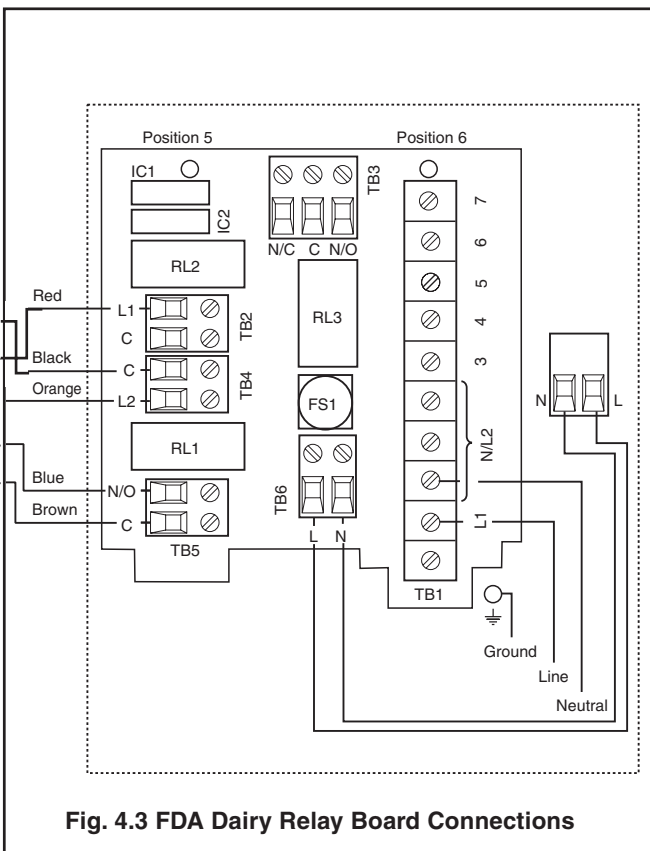 Position 5
Position 6
IC1
IC2
TB3
N/C C N/O
RL2
RL3
7
6
5
4
3
Red
L1
C
TB2
Black
C
Orange
L2
TB4
N L
FS1
N/L2
RL1
Blue
N/O
Brown
C
TB5
TB6
L N
L1
TB1
Ground
Line
Neutral
Fig. 4.3 FDA Dairy Relay Board Connections